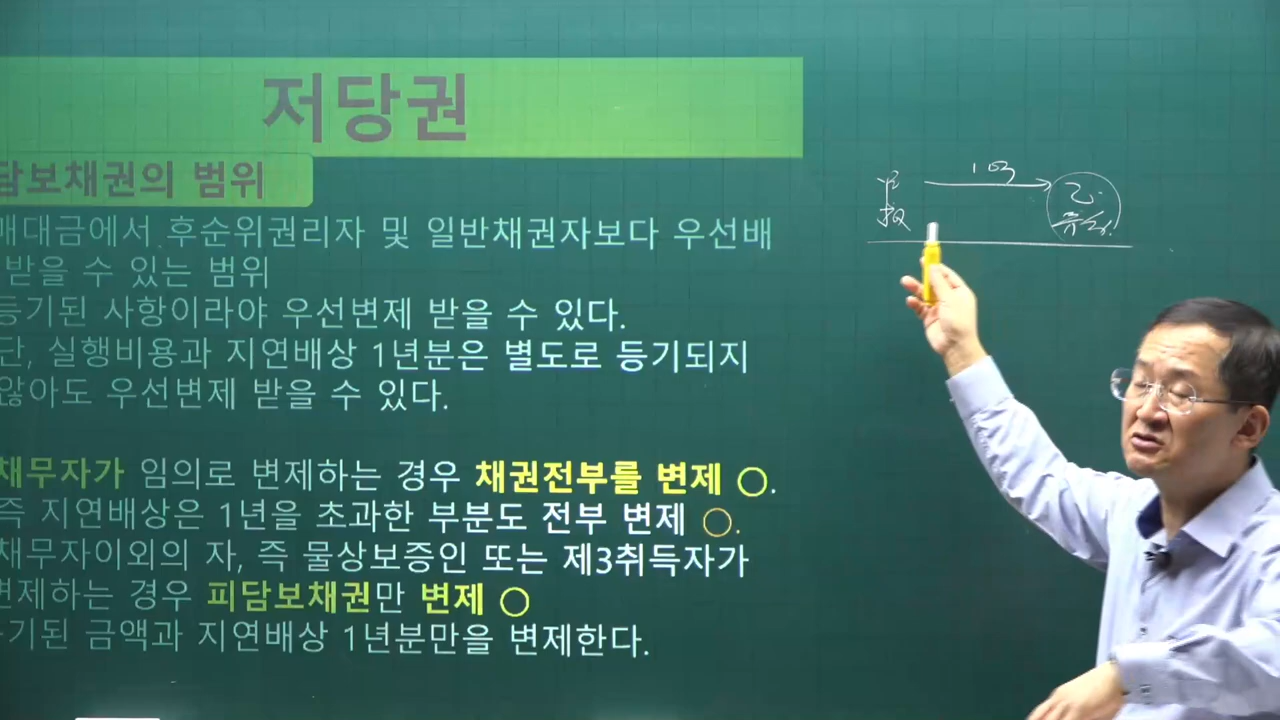 저당권
담보채권의 범위
매대금에서 후순위권리자 및 일반채권자보다 우선배
받을 수 있는 범위
등기된 사항이라야 우선변제 받을 수 있다.
단, 실행비용과 지연배상 1년분은 별도로 등기되지
않아도 우선변제 받을 수 있다.
채무자가 임의로 변제하는 경우 채권전부를 변제 ○.
즉 지연배상은 1년을 초과한 부분도 전부 변제 ○.
채무자이외의 자, 즉 물상보증인 또는 제3취득자가
변제하는 경우 피담보채권만 변제 ○
등기된 금액과 지연배상 1년분만을 변제한다.
1억
乙